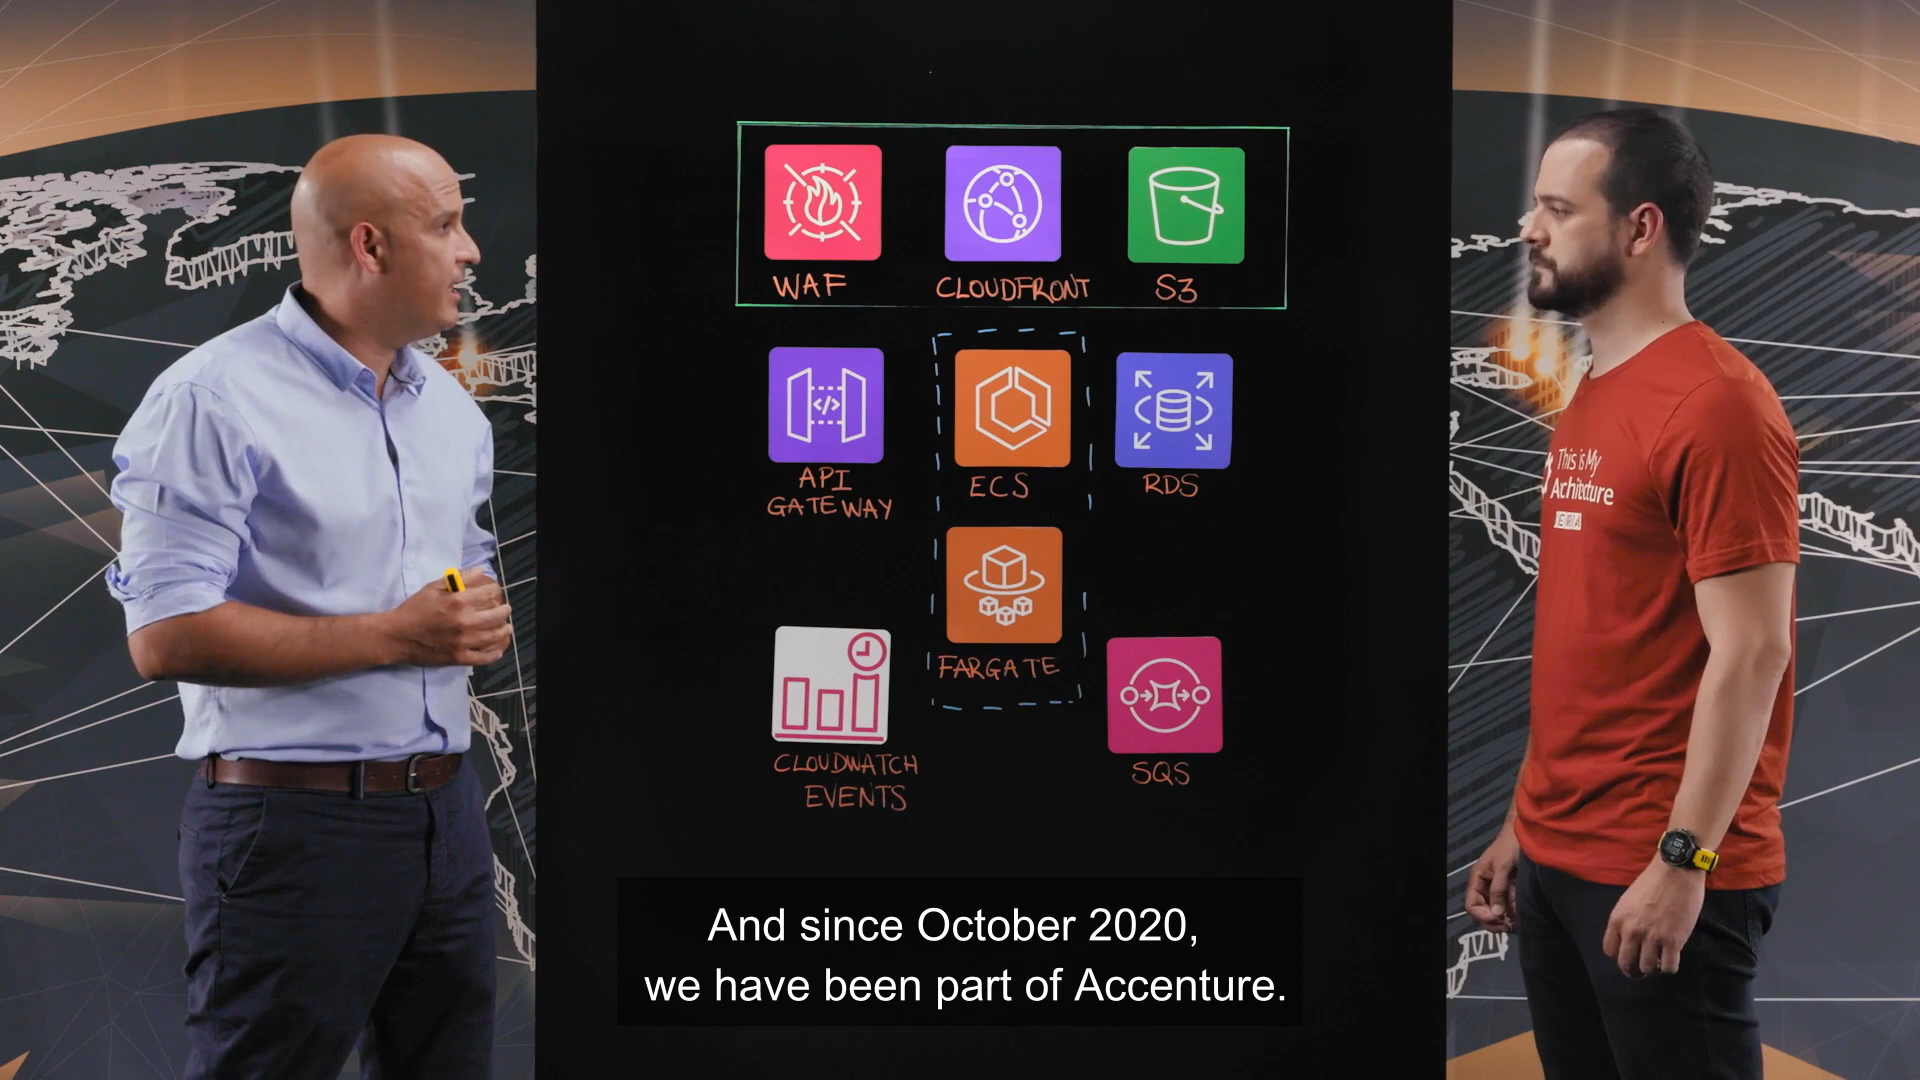 WAF
CLOUDFRONT
S3
API
GATEWAY
ECS
RDS
FARGATE
CLOUDWATCH
EVENTS
SQS
This is My
Architecture
And since October 2020,
we have been part of Accenture.